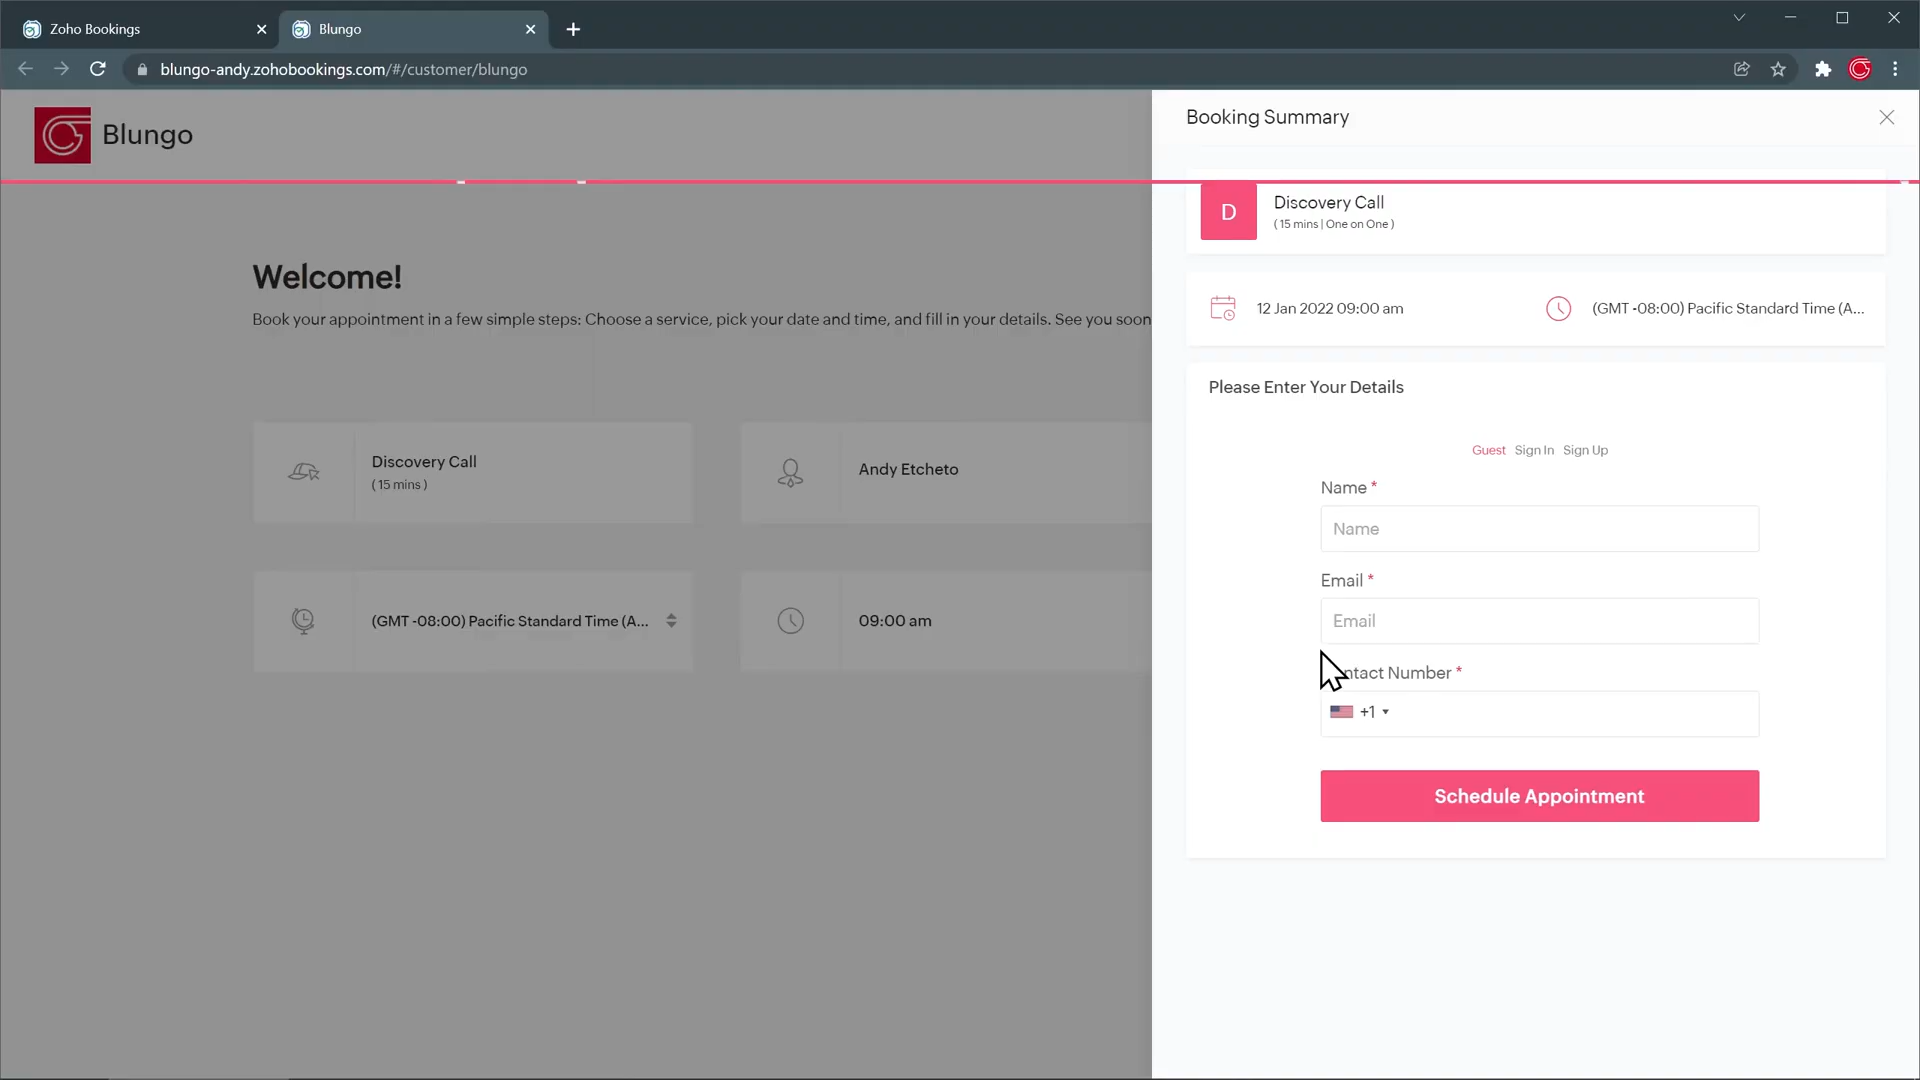 Zoho Bookings
Blungo
blungo-andy.zohobookings.com/#/customer/blungo
Blungo
Welcome!
Book your appointment in a few simple steps: Choose a service, pick your date and time, and fill in your details. See you soon
Discovery Call
( 15 mins )
Andy Etcheto
(GMT -08:00) Pacific Standard Time (A...
09:00 am
Booking Summary
D
Discovery Call
( 15 mins | One on One )
12 Jan 2022 09:00 am
(GMT -08:00) Pacific Standard Time (A...
Please Enter Your Details
Guest Sign In Sign Up
Name *
Name
Email *
Email
ntact Number *
+1
Schedule Appointment